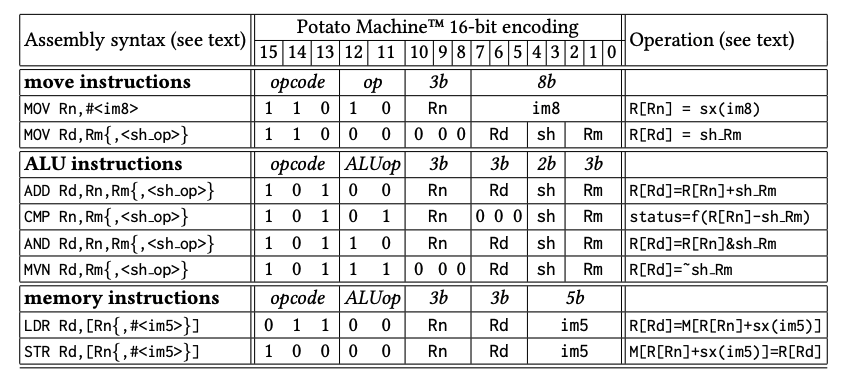 Assembly syntax (see text) Potato Machine™ 16-bit encoding Operation (see text)
15 14 13 12 11 10 9 8 7 6 5 4 3 2 1 0
move instructions opcode op 3b 8b
MOV Rn,#<im8> 1 1 0 1 0 Rn im8 R[Rn] = sx(im8)
MOV Rd,Rm{,<sh_op>} 1 1 0 0 0 0 0 0 Rd sh Rm R[Rd] = sh_Rm
ALU instructions opcode ALUop 3b 3b 2b 3b
ADD Rd,Rn,Rm{,<sh_op>} 1 0 1 0 0 Rn Rd sh Rm R[Rd]=R[Rn]+sh_Rm
CMP Rn,Rm{,<sh_op>} 1 0 1 0 1 Rn 0 0 0 sh Rm status=f(R[Rn]-sh_Rm)
AND Rd,Rn,Rm{,<sh_op>} 1 0 1 1 0 Rn Rd sh Rm R[Rd]=R[Rn]&sh_Rm
MVN Rd,Rm{,<sh_op>} 1 0 1 1 1 0 0 0 Rd sh Rm R[Rd]=~sh_Rm
memory instructions opcode ALUop 3b 3b 5b
LDR Rd,[Rn{,#<im5>}] 0 1 1 0 0 Rn Rd im5 R[Rd]=M[R[Rn]+sx(im5)]
STR Rd,[Rn{,#<im5>}] 1 0 0 0 0 Rn Rd im5 M[R[Rn]+sx(im5)]=R[Rd]